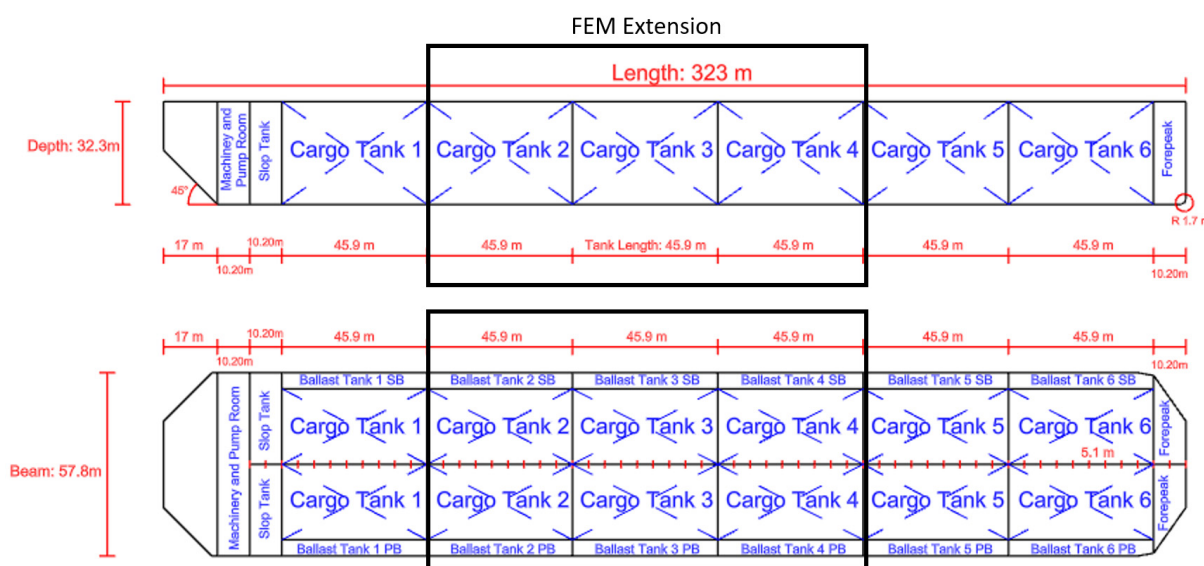 FEM Extension
Length: 323 m
Depth: 32.3m
45°
Machiney and
Pump Room
Slop Tank
Cargo Tank 1
Cargo Tank 2
Cargo Tank 3
Cargo Tank 4
Cargo Tank 5
Cargo Tank 6
Forepeak
R 1.7 m
17 m
10.20m
10.20m
45.9 m
45.9 m
Tank Length: 45.9 m
45.9 m
45.9 m
45.9 m
10.20m
17 m
10.20m
10.20m
45.9 m
45.9 m
45.9 m
45.9 m
45.9 m
45.9 m
10.20m
Beam: 57.8m
Machinery and Pump Room
Ballast Tank 1 SB
Ballast Tank 2 SB
Ballast Tank 3 SB
Ballast Tank 4 SB
Ballast Tank 5 SB
Ballast Tank 6 SB
Slop Tank
Cargo Tank 1
Cargo Tank 2
Cargo Tank 3
Cargo Tank 4
Cargo Tank 5
Cargo Tank 6
Forepeak
5.1 m
Slop Tank
Cargo Tank 1
Cargo Tank 2
Cargo Tank 3
Cargo Tank 4
Cargo Tank 5
Cargo Tank 6
Forepeak
Ballast Tank 1 PB
Ballast Tank 2 PB
Ballast Tank 3 PB
Ballast Tank 4 PB
Ballast Tank 5 PB
Ballast Tank 6 PB